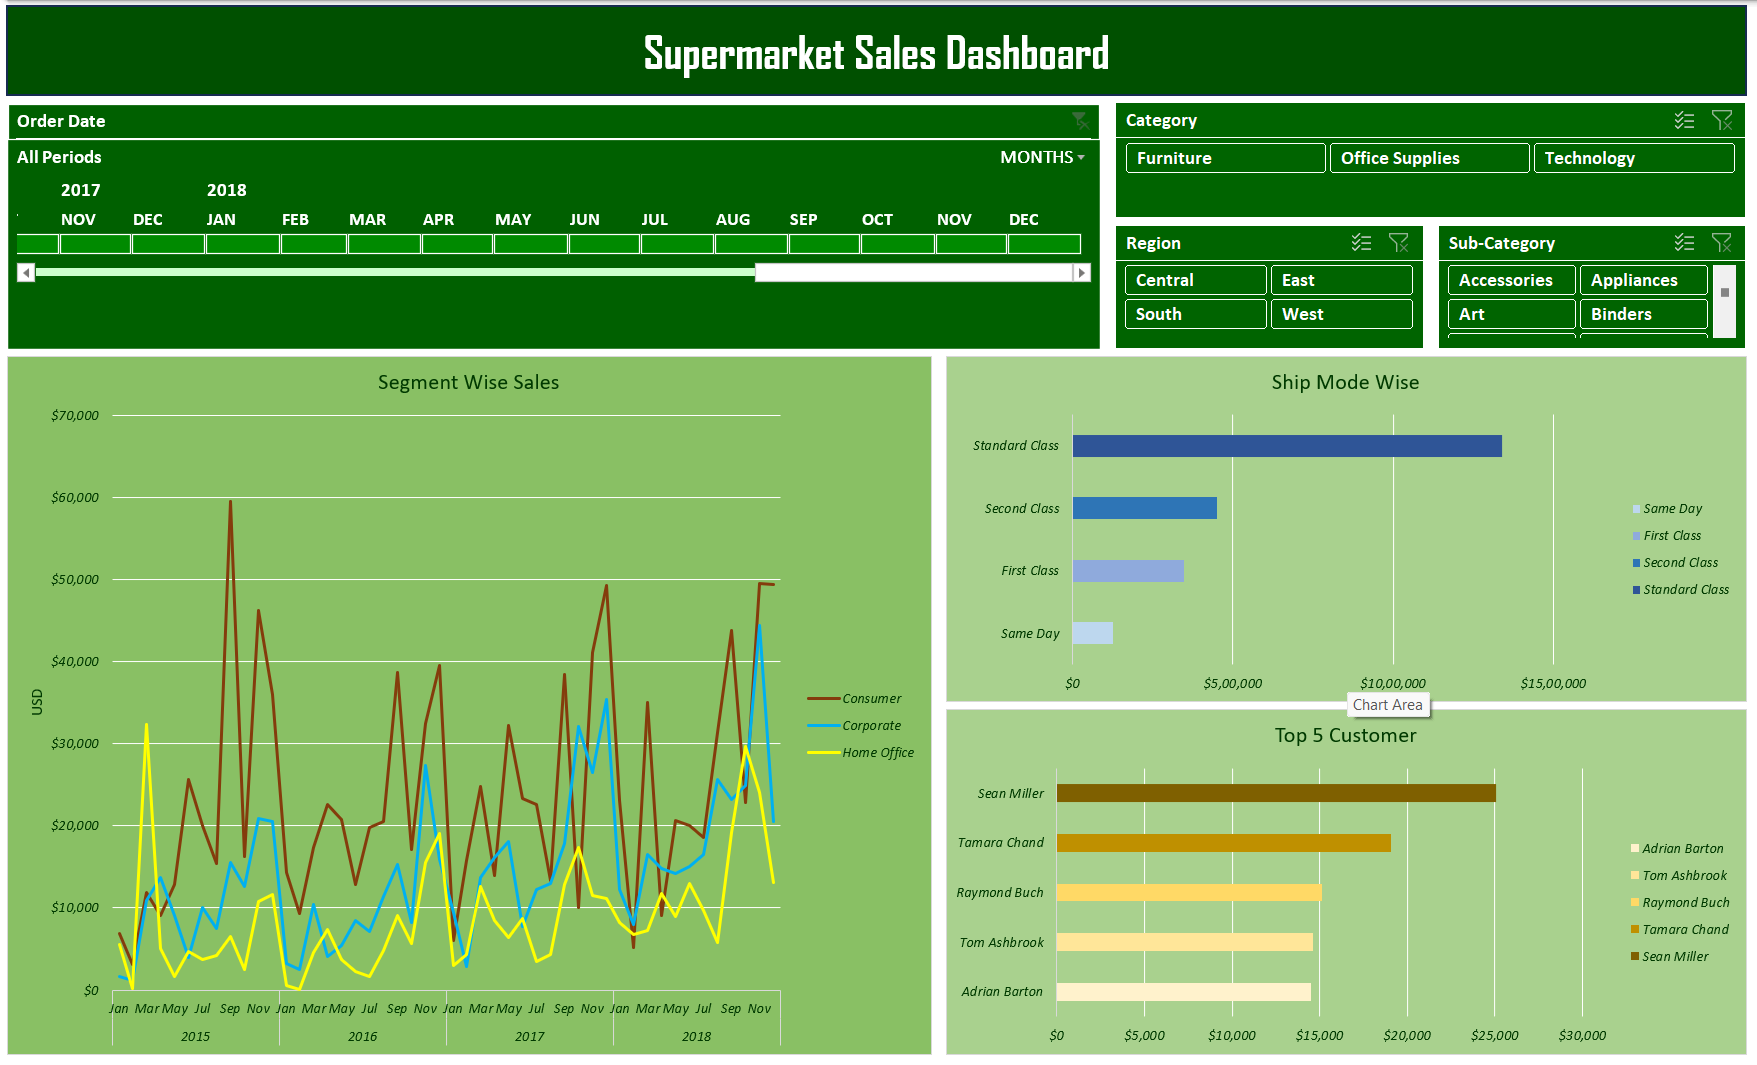 Supermarket Sales Dashboard
Order Date
All Periods
MONTHS
2017 2018
NOV DEC JAN FEB MAR APR MAY JUN JUL AUG SEP OCT NOV DEC
Category
Furniture Office Supplies Technology
Region
Central East
South West
Sub-Category
Accessories Appliances
Art Binders
Segment Wise Sales
$70,000
$60,000
$50,000
$40,000
$30,000
$20,000
$10,000
$0
USD
Jan Mar May Jul Sep Nov Jan Mar May Jul Sep Nov Jan Mar May Jul Sep Nov Jan Mar May Jul Sep Nov
2015 2016 2017 2018
Consumer
Corporate
Home Office
Ship Mode Wise
Standard Class
Second Class
First Class
Same Day
$0 $5,00,000 $10,00,000 $15,00,000
Same Day
First Class
Second Class
Standard Class
Chart Area
Top 5 Customer
Sean Miller
Tamara Chand
Raymond Buch
Tom Ashbrook
Adrian Barton
$0 $5,000 $10,000 $15,000 $20,000 $25,000 $30,000
Adrian Barton
Tom Ashbrook
Raymond Buch
Tamara Chand
Sean Miller